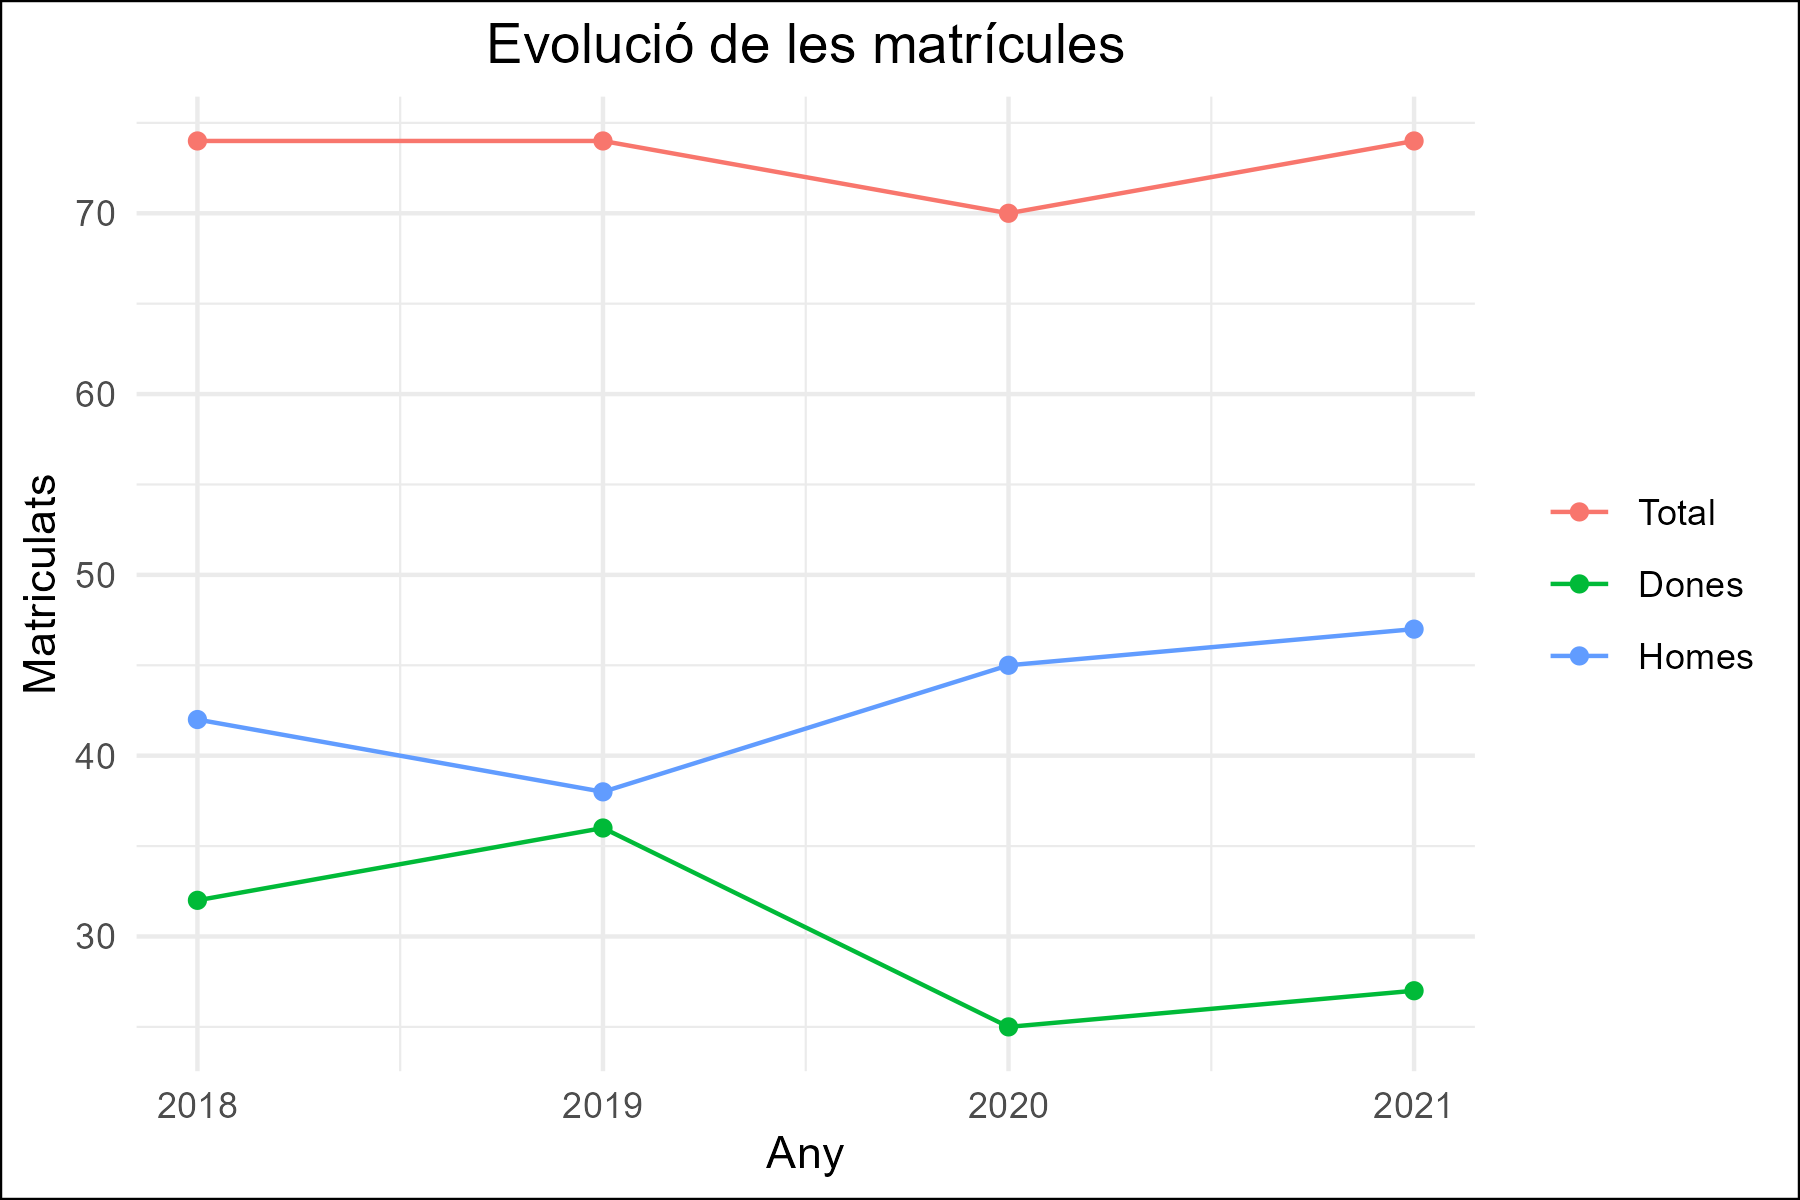 Evolució de les matrícules
Matriculats
70
60
50
40
30
2018 2019 2020 2021
Any
Total
Dones
Homes